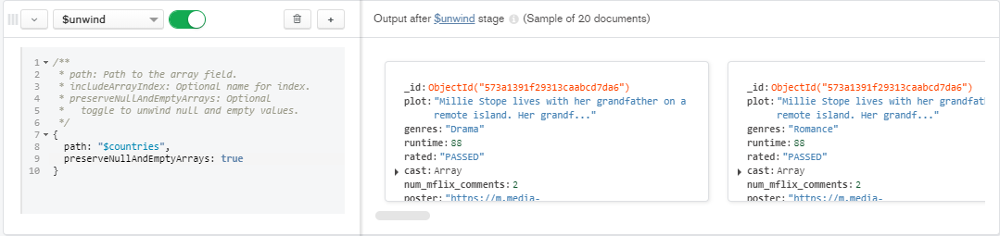 $unwind
Output after $unwind stage (Sample of 20 documents)
1 /**
2 * path: Path to the array field.
3 * includeArrayIndex: Optional name for index.
4 * preserveNullAndEmptyArrays: Optional
5 *   toggle to unwind null and empty values.
6 */
7 {
8   path: "$countries",
9   preserveNullAndEmptyArrays: true
10 }
_id: ObjectId("573a1391f29313caabcd7da6")
plot: "Millie Stope lives with her grandfather on a
remote island. Her grandf..."
genres: "Drama"
runtime: 88
rated: "PASSED"
cast: Array
num_mflix_comments: 2
poster: "https://m.media-
_id: ObjectId("573a1391f29313caabcd7da6")
plot: "Millie Stope lives with her grandfat
remote island. Her grandf..."
genres: "Romance"
runtime: 88
rated: "PASSED"
cast: Array
num_mflix_comments: 2
poster: "https://m.media-